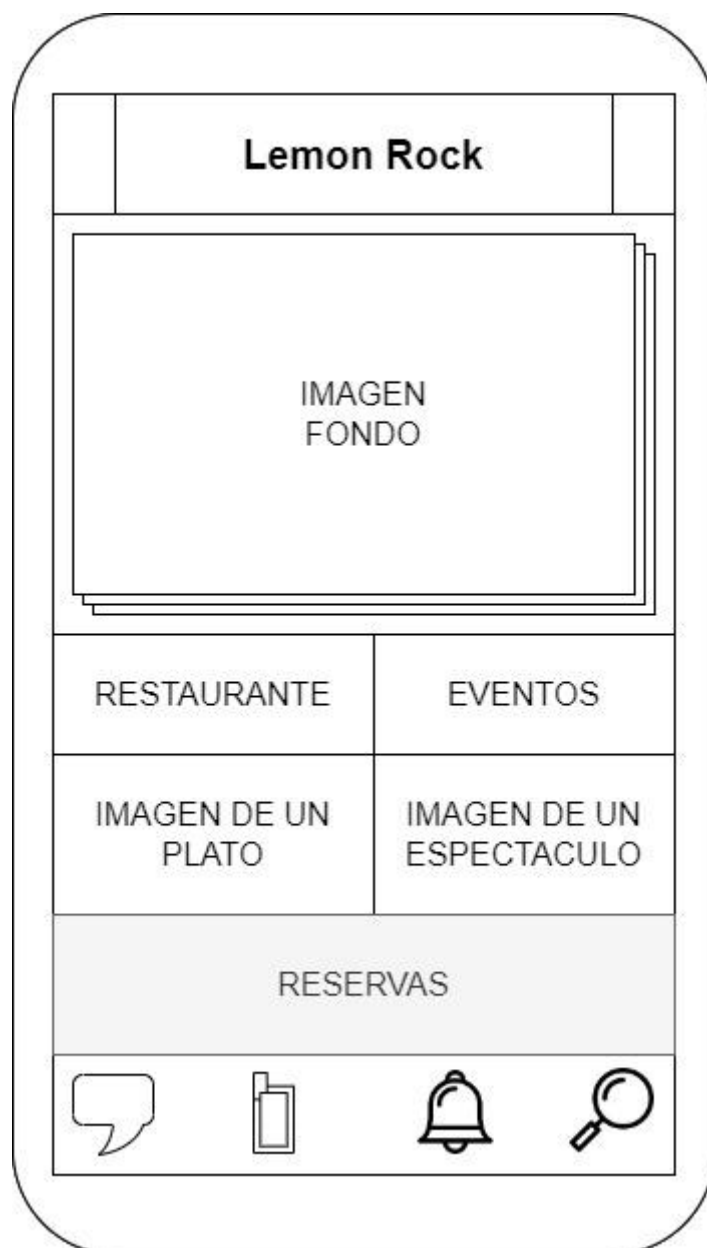 Lemon Rock
IMAGEN
FONDO
RESTAURANTE
EVENTOS
IMAGEN DE UN
PLATO
IMAGEN DE UN
ESPECTACULO
RESERVAS